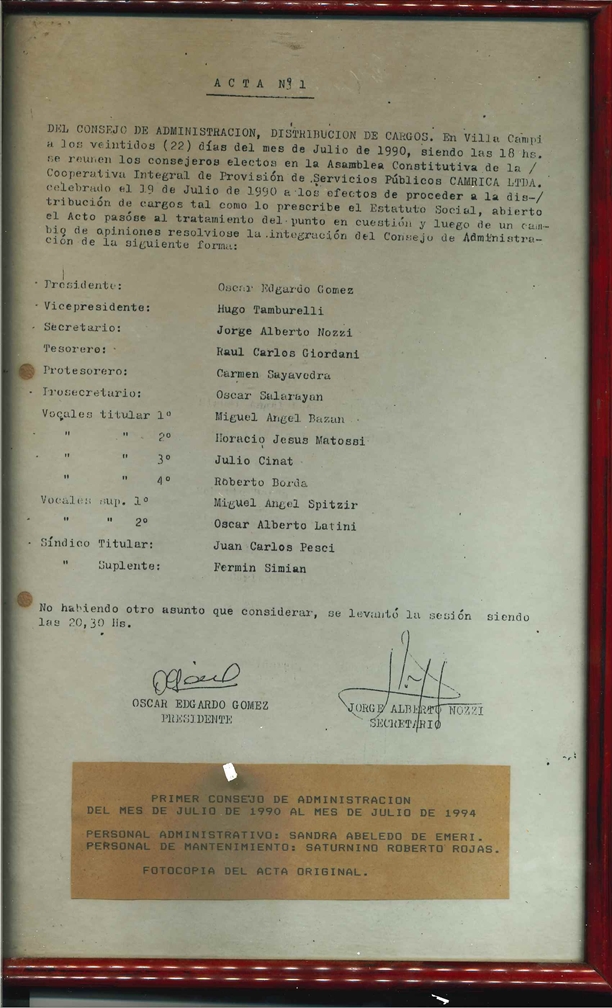 ACTA Nº 1
DEL CONSEJO DE ADMINISTRACION, DISTRIBUCION DE CARGOS. En Villa Campi
a los veintidos (22) días del mes de Julio de 1990, siendo las 18 hs.
se reunen los consejeros electos en la Asamblea Constitutiva de la /
Cooperativa Integral de Provisión de Servicios Públicos CAMRICA LTDA.
celebrado el 19 de Julio de 1990 a los efectos de proceder a la dis-/
tribución de cargos tal como lo prescribe el Estatuto Social, abierto
el Acto pasóse al tratamiento del punto en cuestión y luego de un cam-
bio de opiniones resolviose la integración del Consejo de Administra-
ción de la siguiente forma:
Presidente: Oscar Edgardo Gomez
Vicepresidente: Hugo Tamburelli
Secretario: Jorge Alberto Nozzi
Tesorero: Raul Carlos Giordani
Protesorero: Carmen Sayavedra
Prosecretario: Oscar Salarayan
Vocales titular 1º Miguel Angel Bazan
" " 2º Horacio Jesus Matossi
" " 3º Julio Cinat
" " 4º Roberto Borda
Vocales sup. 1º Miguel Angel Spitzir
" " 2º Oscar Alberto Latini
Síndico Titular: Juan Carlos Pesci
" Suplente: Fermin Simian
No habiendo otro asunto que considerar, se levantó la sesión siendo
las 20,30 Hs.
OSCAR EDGARDO GOMEZ
PRESIDENTE
JORGE ALBERTO NOZZI
SECRETARIO
PRIMER CONSEJO DE ADMINISTRACION
DEL MES DE JULIO DE 1990 AL MES DE JULIO DE 1994
PERSONAL ADMINISTRATIVO: SANDRA ABELEDO DE EMERI.
PERSONAL DE MANTENIMIENTO: SATURNINO ROBERTO ROJAS.
FOTOCOPIA DEL ACTA ORIGINAL.